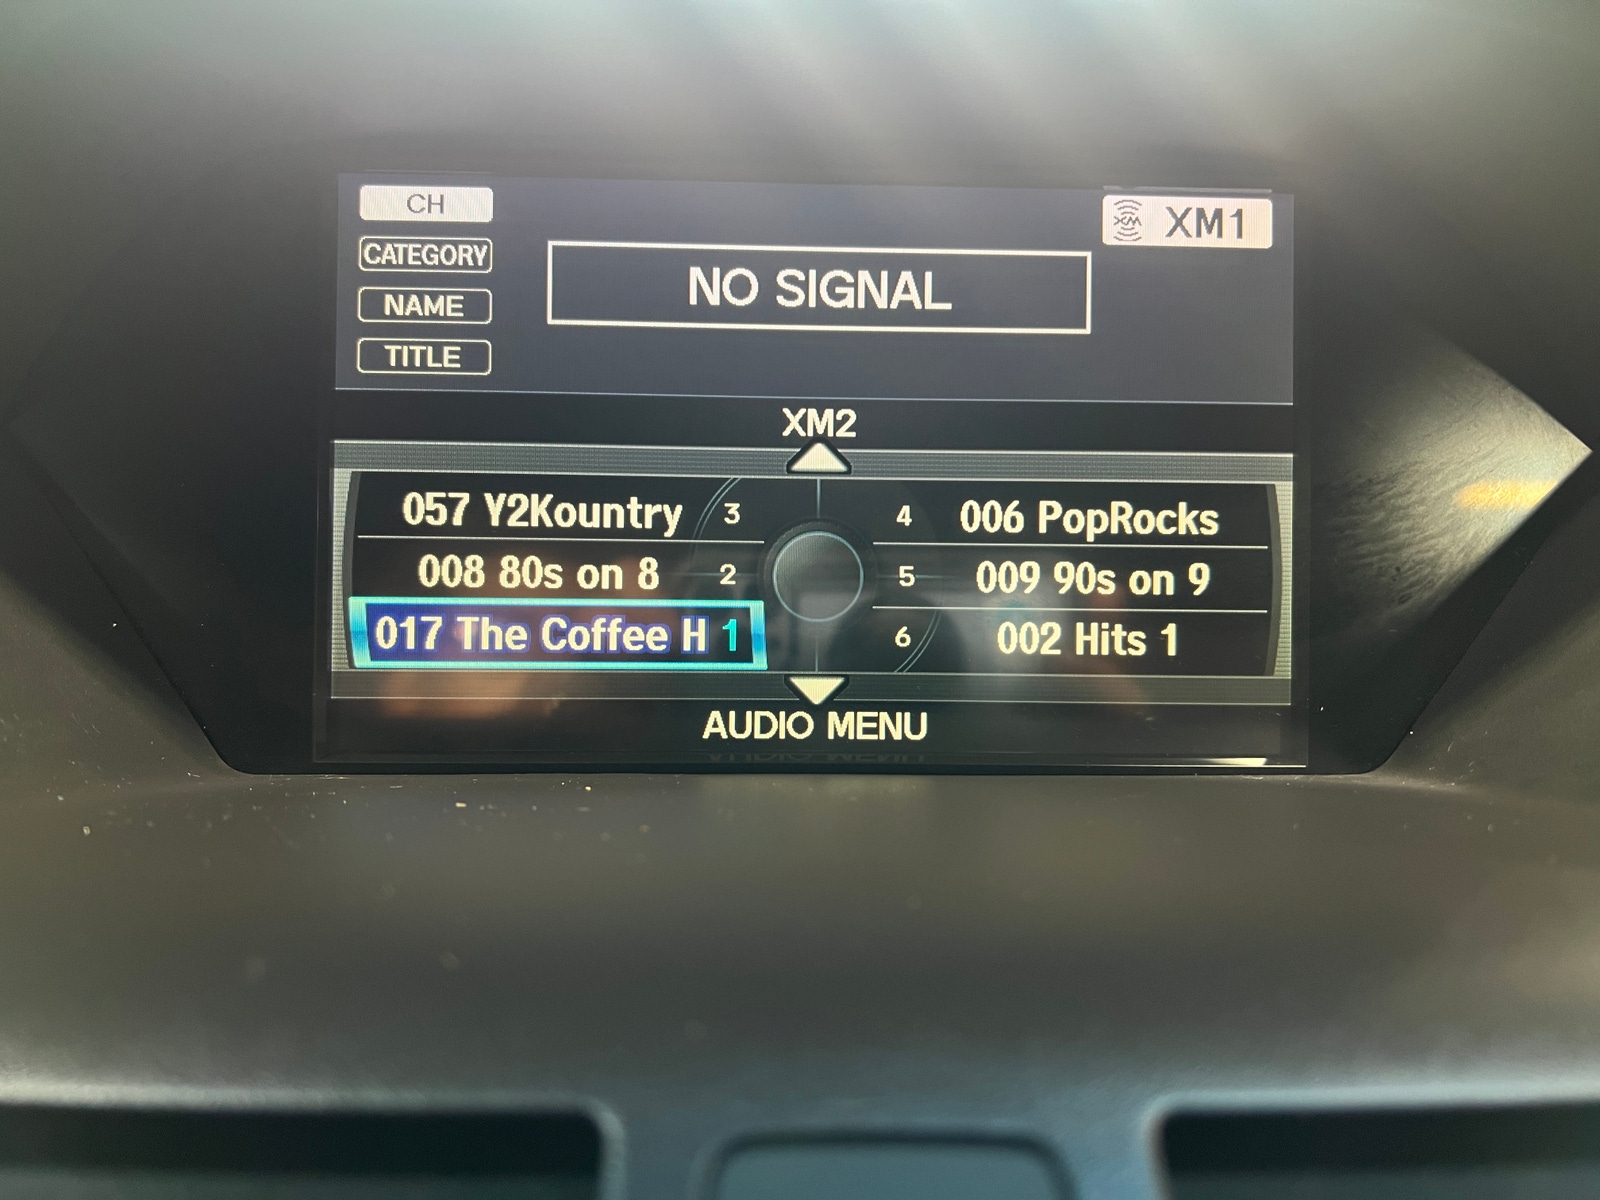 CH
XM XM1
CATEGORY
NO SIGNAL
NAME
TITLE
XM2
057 Y2Kountry 3
4 006 PopRocks
008 80s on 8 2
5 009 90s on 9
017 The Coffee H 1
6 002 Hits 1
AUDIO MENU